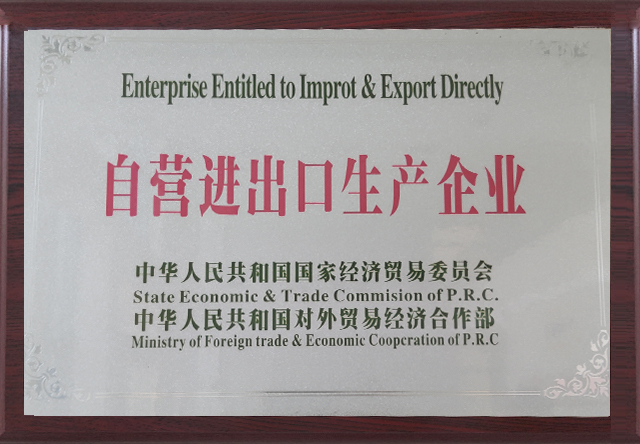 Enterprise Entitled to Improt & Export Directly
自营进出口生产企业
中华人民共和国国家经济贸易委员会
State Economic & Trade Commision of P.R.C.
中华人民共和国对外贸易经济合作部
Ministry of Foreign trade & Economic Coopcration of P.R.C